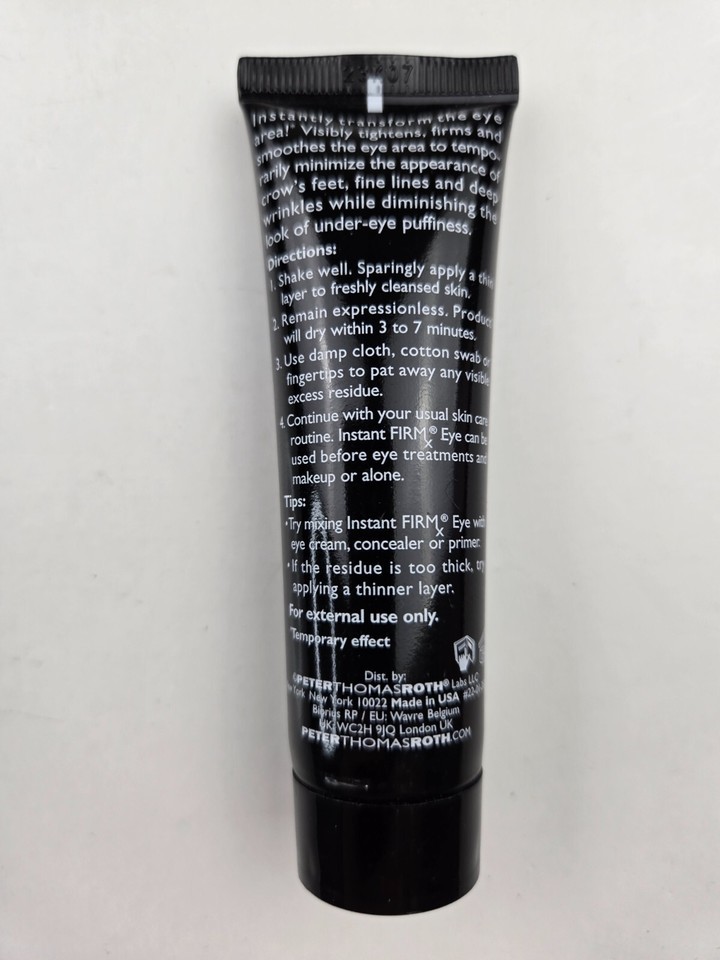 Instantly transform the eye
area!* Visibly tightens, firms and
smoothes the eye area to tempo-
rarily minimize the appearance of
crow's feet, fine lines and deep
wrinkles while diminishing the
look of under-eye puffiness.
Directions:
1. Shake well. Sparingly apply a thin
layer to freshly cleansed skin.
2. Remain expressionless. Product
will dry within 3 to 7 minutes.
3. Use damp cloth, cotton swab or
fingertips to pat away any visible
excess residue.
4. Continue with your usual skin care
routine. Instant FIRMx® Eye can be
used before eye treatments and
makeup or alone.
Tips:
•Try mixing Instant FIRMx® Eye with
eye cream, concealer or primer.
•If the residue is too thick, try
applying a thinner layer.
For external use only.
*Temporary effect
Dist. by:
©PETERTHOMASROTH® Labs LLC
New York 10022 Made in USA
Biorius RP / EU: Wavre Belgium
UK: WC2H 9JQ London UK
PETERTHOMASROTH.COM